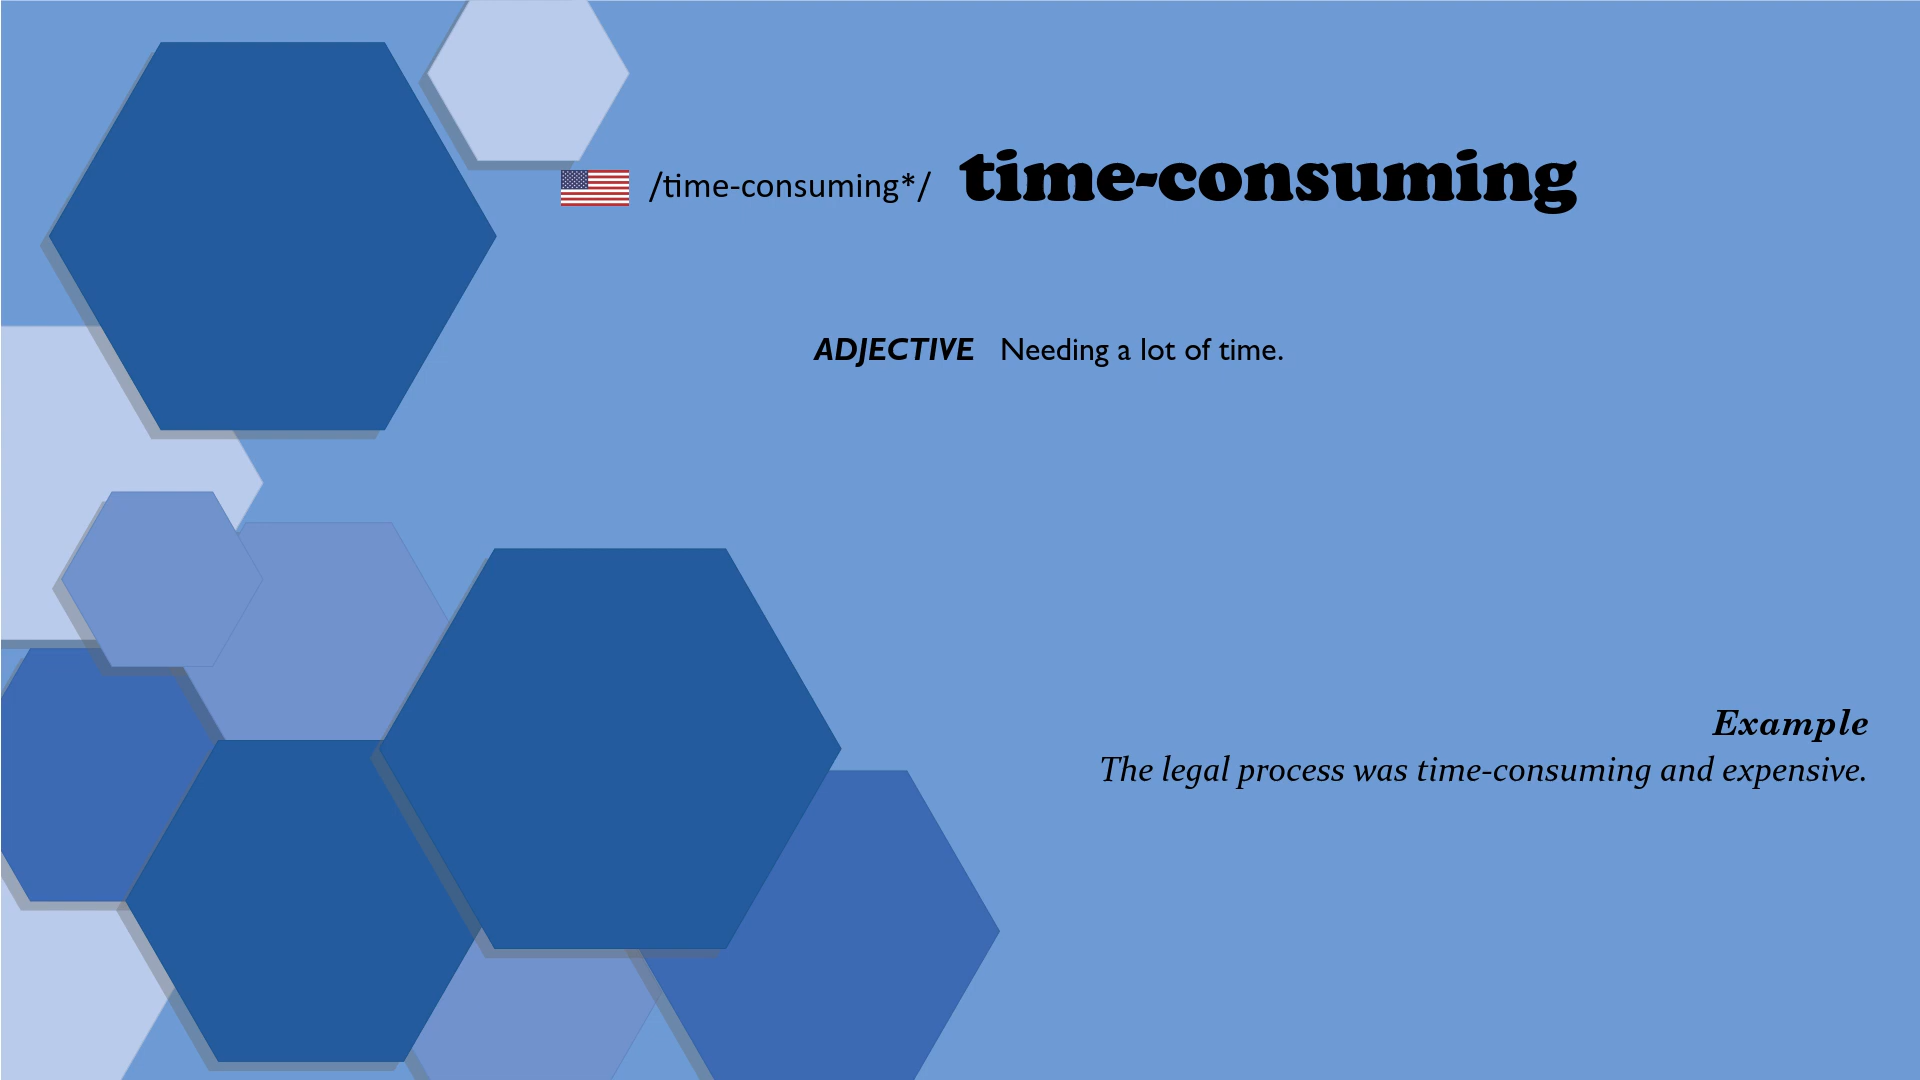 /time-consuming*/ time-consuming
ADJECTIVE Needing a lot of time.
Example
The legal process was time-consuming and expensive.